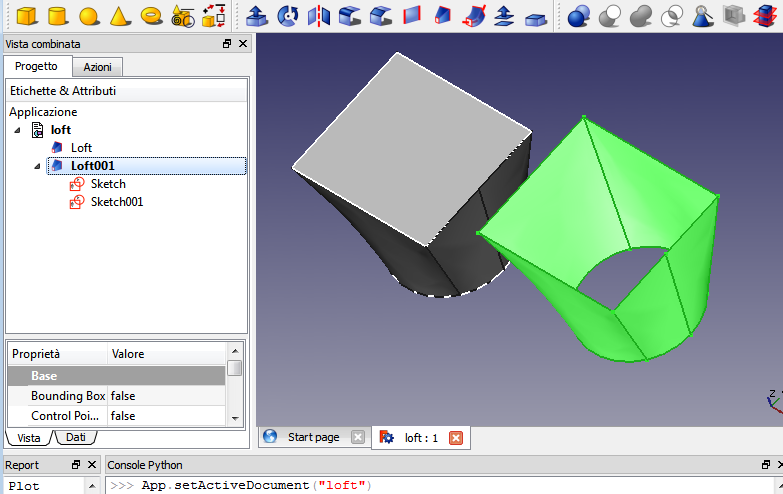 Vista combinata
Progetto
Azioni
Etichette & Attributi
Applicazione
loft
Loft
Loft001
Sketch
Sketch001
Proprietà Valore
Base
Bounding Box false
Control Poi... false
Vista Dati
Z
Start page
loft : 1
Report
Console Python
Plot
>>> App.setActiveDocument("loft")